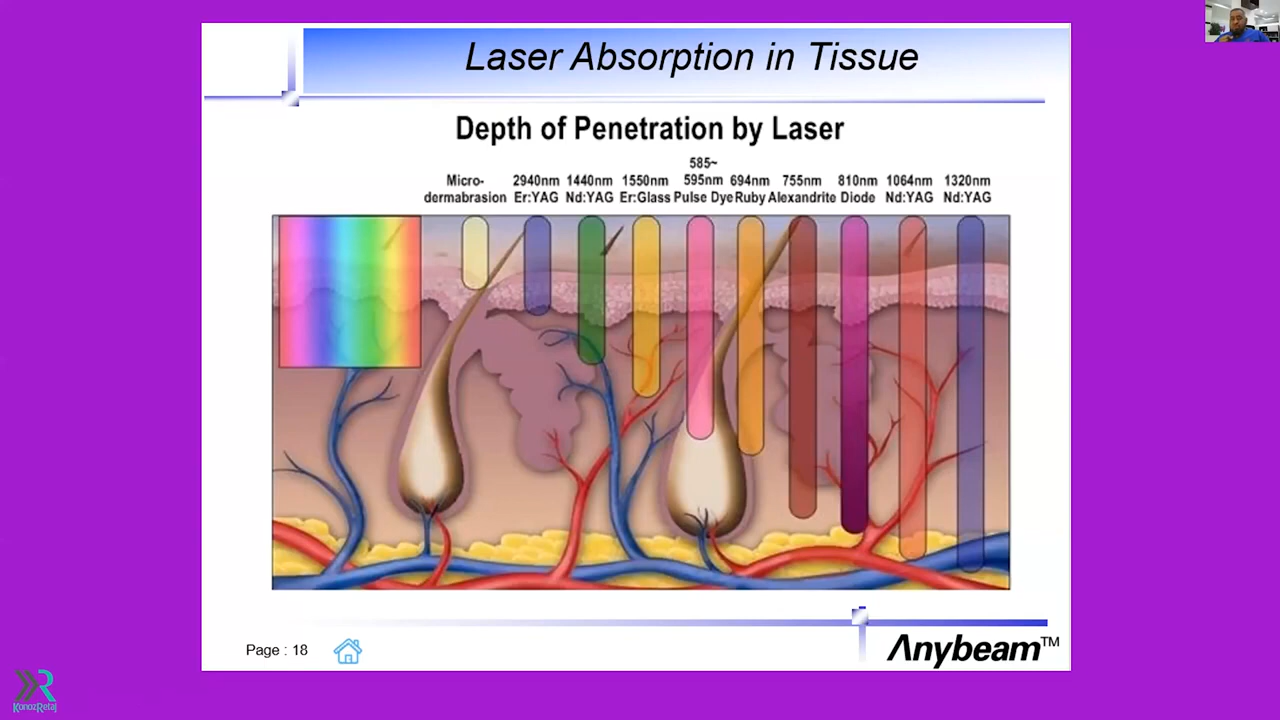 Laser Absorption in Tissue
Depth of Penetration by Laser
Micro-
dermabrasion
2940nm
Er:YAG
1440nm
Nd:YAG
1550nm
Er:Glass
585~
595nm
Pulse Dye
694nm
Ruby
755nm
Alexandrite
810nm
Diode
1064nm
Nd:YAG
1320nm
Nd:YAG
Page : 18
Anybeam™
KonozRetaj